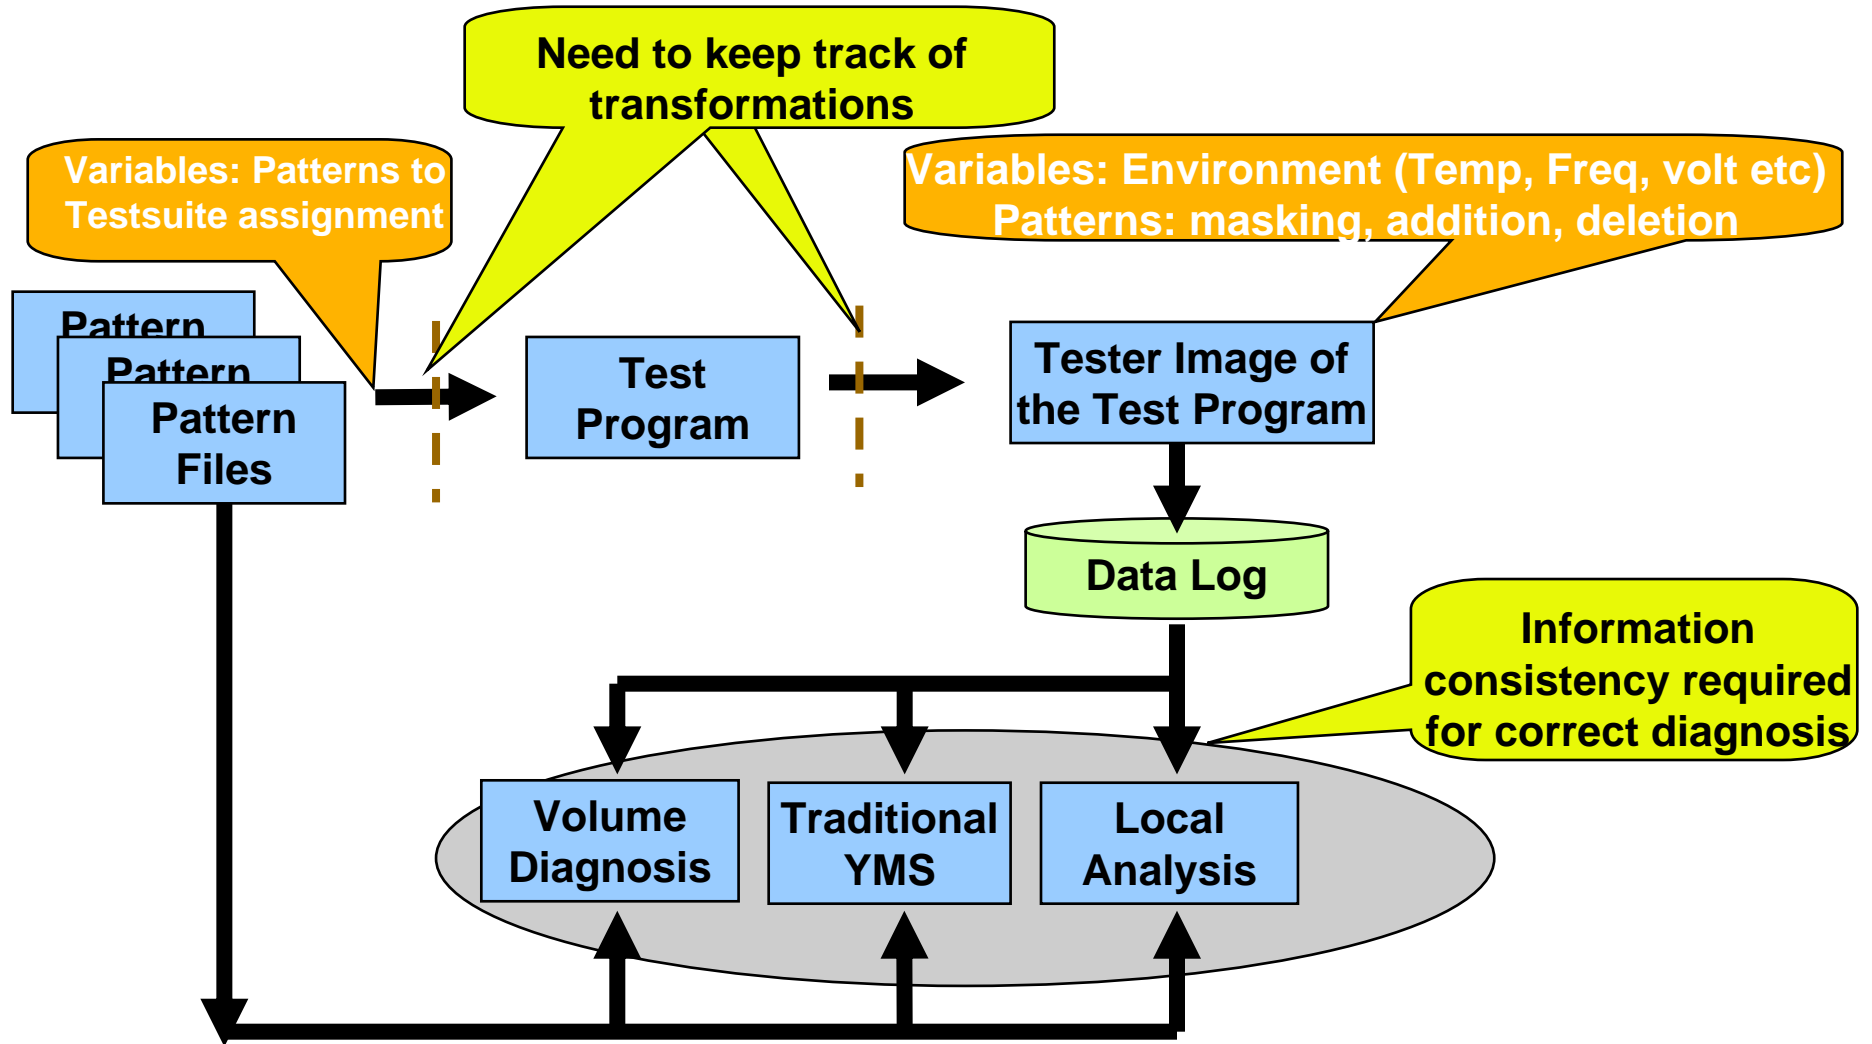 Need to keep track of
transformations
Variables: Patterns to
Testsuite assignment
Variables: Environment (Temp, Freq, volt etc)
Patterns: masking, addition, deletion
Pattern
Pattern
Pattern
Files
Test
Program
Tester Image of
the Test Program
Data Log
Information
consistency required
for correct diagnosis
Volume
Diagnosis
Traditional
YMS
Local
Analysis